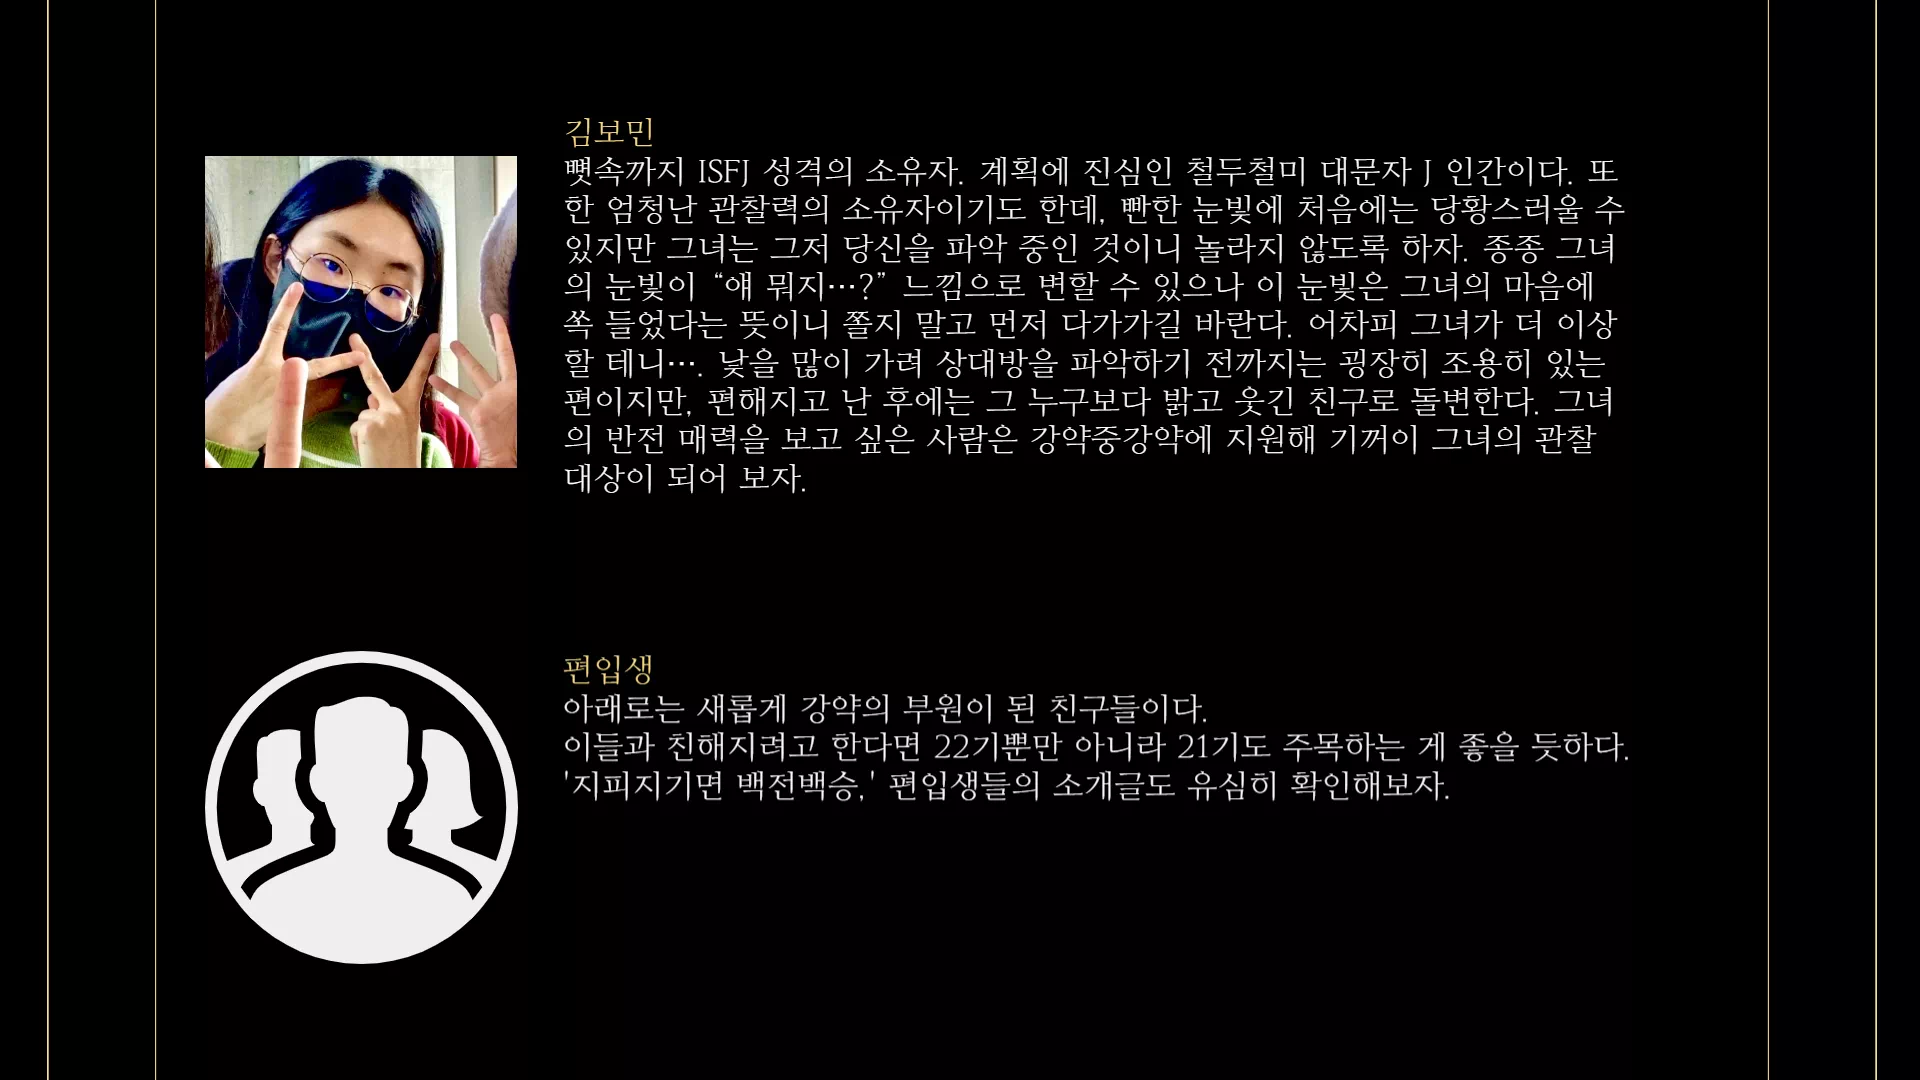 김보민
뼛속까지 ISFJ 성격의 소유자. 계획에 진심인 철두철미 대문자 J 인간이다. 또
한 엄청난 관찰력의 소유자이기도 한데, 빤한 눈빛에 처음에는 당황스러울 수
있지만 그녀는 그저 당신을 파악 중인 것이니 놀라지 않도록 하자. 종종 그녀
의 눈빛이 “얘 뭐지…?” 느낌으로 변할 수 있으나 이 눈빛은 그녀의 마음에
쏙 들었다는 뜻이니 쫄지 말고 먼저 다가가길 바란다. 어차피 그녀가 더 이상
할 테니…. 낯을 많이 가려 상대방을 파악하기 전까지는 굉장히 조용히 있는
편이지만, 편해지고 난 후에는 그 누구보다 밝고 웃긴 친구로 돌변한다. 그녀
의 반전 매력을 보고 싶은 사람은 강약중강약에 지원해 기꺼이 그녀의 관찰
대상이 되어 보자.
편입생
아래로는 새롭게 강약의 부원이 된 친구들이다.
이들과 친해지려고 한다면 22기뿐만 아니라 21기도 주목하는 게 좋을 듯하다.
'지피지기면 백전백승,' 편입생들의 소개글도 유심히 확인해보자.